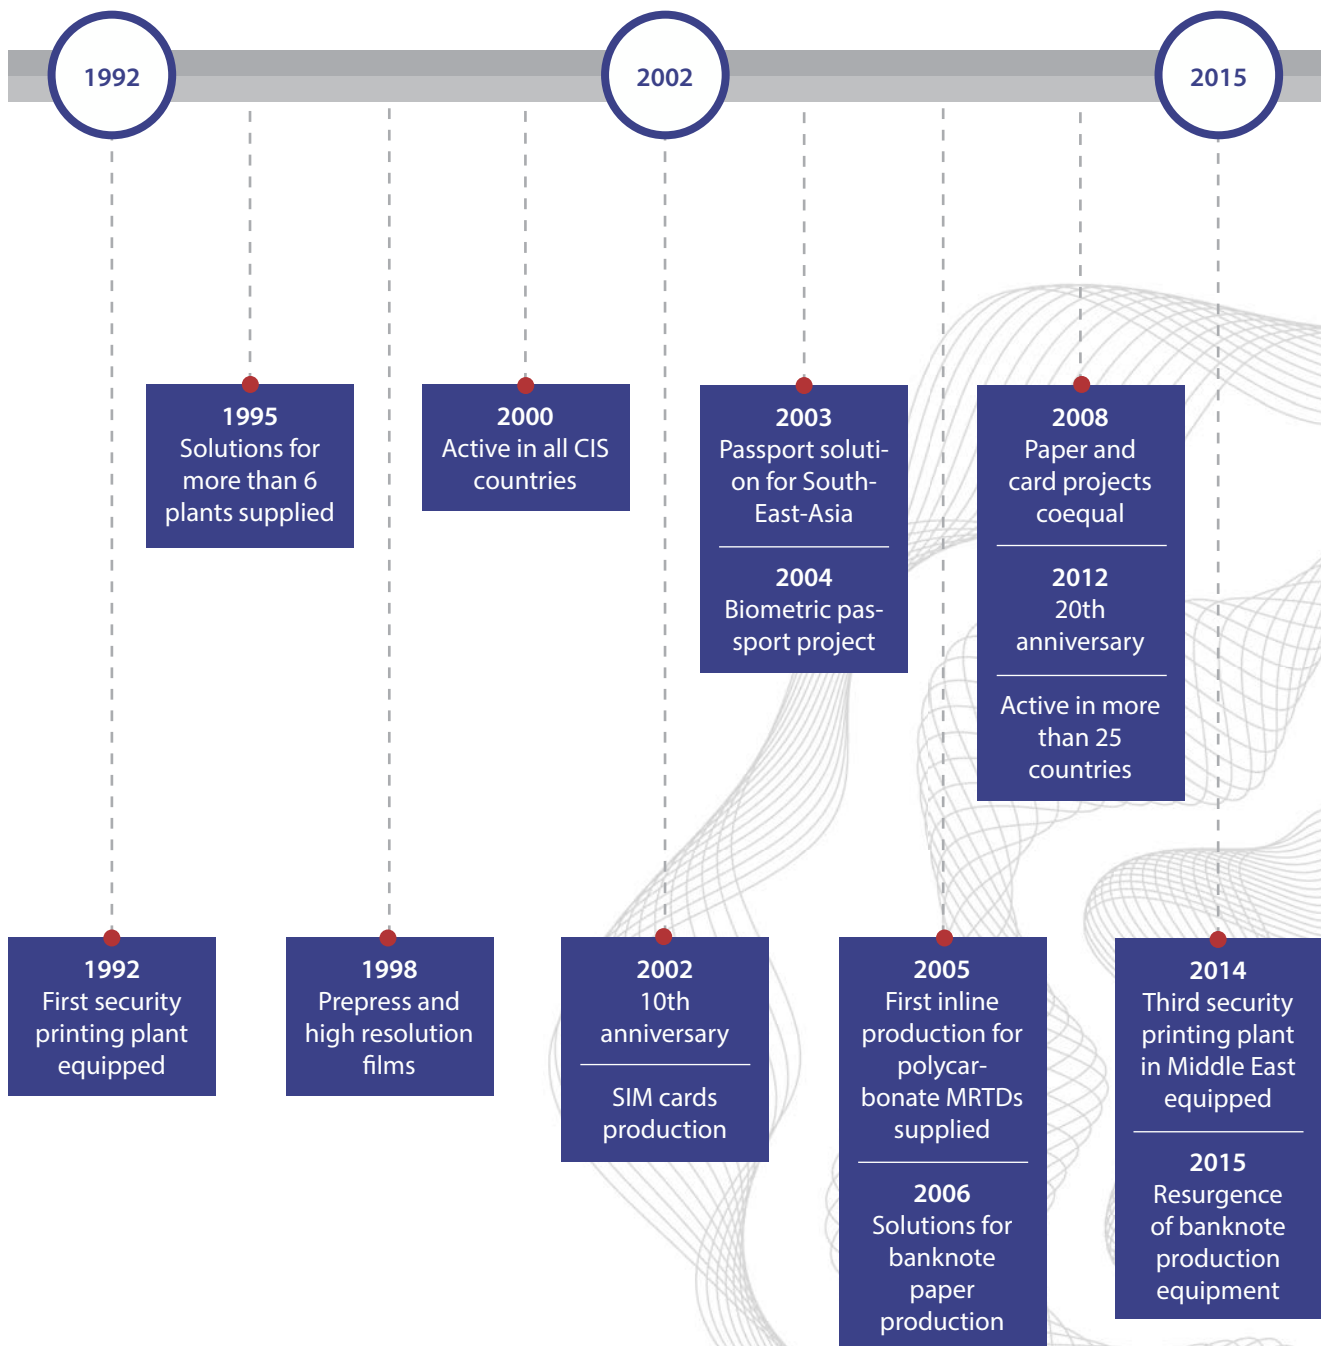 1992
2002
2015
1995
Solutions for
more than 6
plants supplied
2000
Active in all CIS
countries
2003
Passport soluti-
on for South-
East-Asia
2004
Biometric pas-
sport project
2008
Paper and
card projects
coequal
2012
20th
anniversary
Active in more
than 25
countries
1992
First security
printing plant
equipped
1998
Prepress and
high resolution
films
2002
10th
anniversary
SIM cards
production
2005
First inline
production for
polycar-
bonate MRTDs
supplied
2006
Solutions for
banknote
paper
production
2014
Third security
printing plant
in Middle East
equipped
2015
Resurgence
of banknote
production
equipment